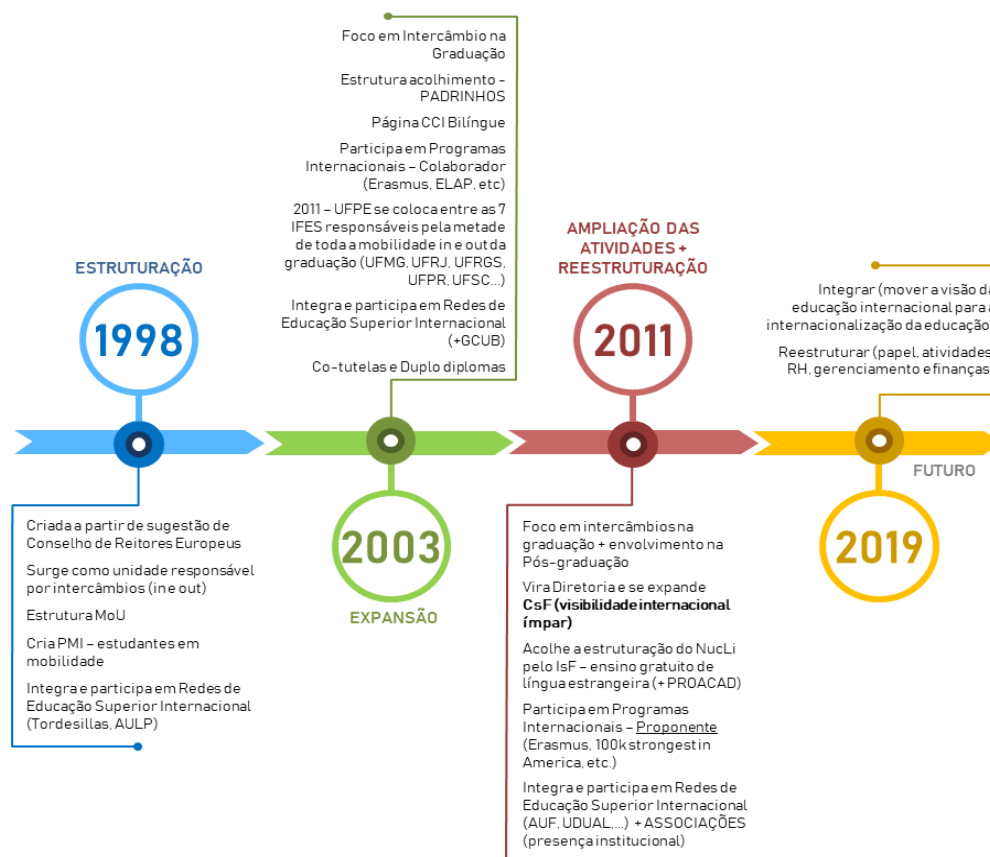 ESTRUTURAÇÃO
1998
Criada a partir de sugestão de
Conselho de Reitores Europeus
Surge como unidade responsável
por intercâmbios (in e out)
Estrutura MoU
Cria PMI – estudantes em
mobilidade
Integra e participa em Redes de
Educação Superior Internacional
(Tordesillas, AULP)
Foco em Intercâmbio na
Graduação
Estrutura acolhimento -
PADRINHOS
Página CCI Bilíngue
Participa em Programas
Internacionais – Colaborador
(Erasmus, ELAP, etc)
2011 – UFPE se coloca entre as 7
IFES responsáveis pela metade
de toda a mobilidade in e out da
graduação (UFMG, UFRJ, UFRGS,
UFPR, UFSC...)
Integra e participa em Redes de
Educação Superior Internacional
(+GCUB)
Co-tutelas e Duplo diplomas
2003
EXPANSÃO
AMPLIAÇÃO DAS
ATIVIDADES +
REESTRUTURAÇÃO
2011
Foco em intercâmbios na
graduação + envolvimento na
Pós-graduação
Vira Diretoria e se expande
CsF (visibilidade internacional
ímpar)
Acolhe a estruturação do NucLi
pelo IsF – ensino gratuito de
língua estrangeira (+ PROACAD)
Participa em Programas
Internacionais – Proponente
(Erasmus, 100k strongest in
America, etc.)
Integra e participa em Redes de
Educação Superior Internacional
(AUF, UDUAL,...) + ASSOCIAÇÕES
(presença institucional)
Integrar (mover a visão da
educação internacional para a
internacionalização da educação
Reestruturar (papel, atividades
RH, gerenciamento e finanças
FUTURO
2019